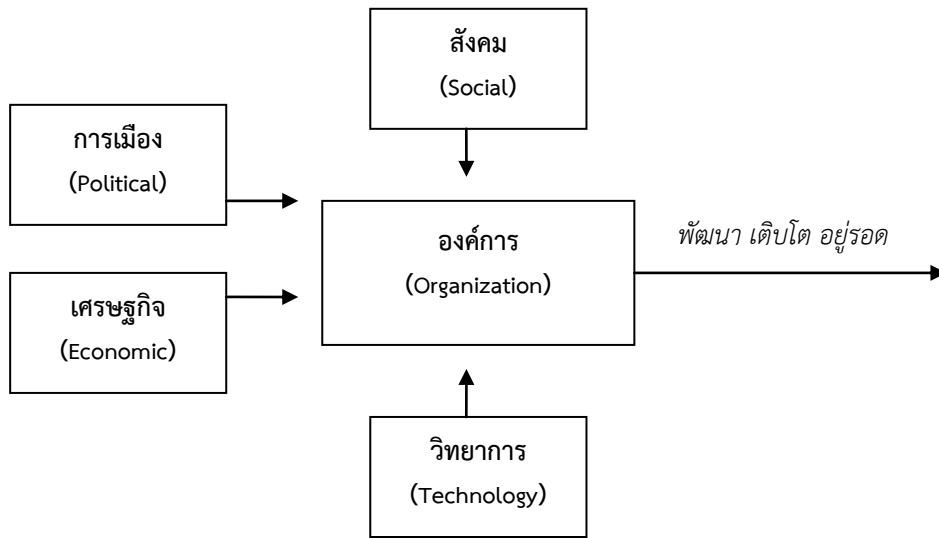 สังคม
(Social)
การเมือง
(Political)
องค์การ
(Organization)
พัฒนา เติบโต อยู่รอด
เศรษฐกิจ
(Economic)
วิทยาการ
(Technology)